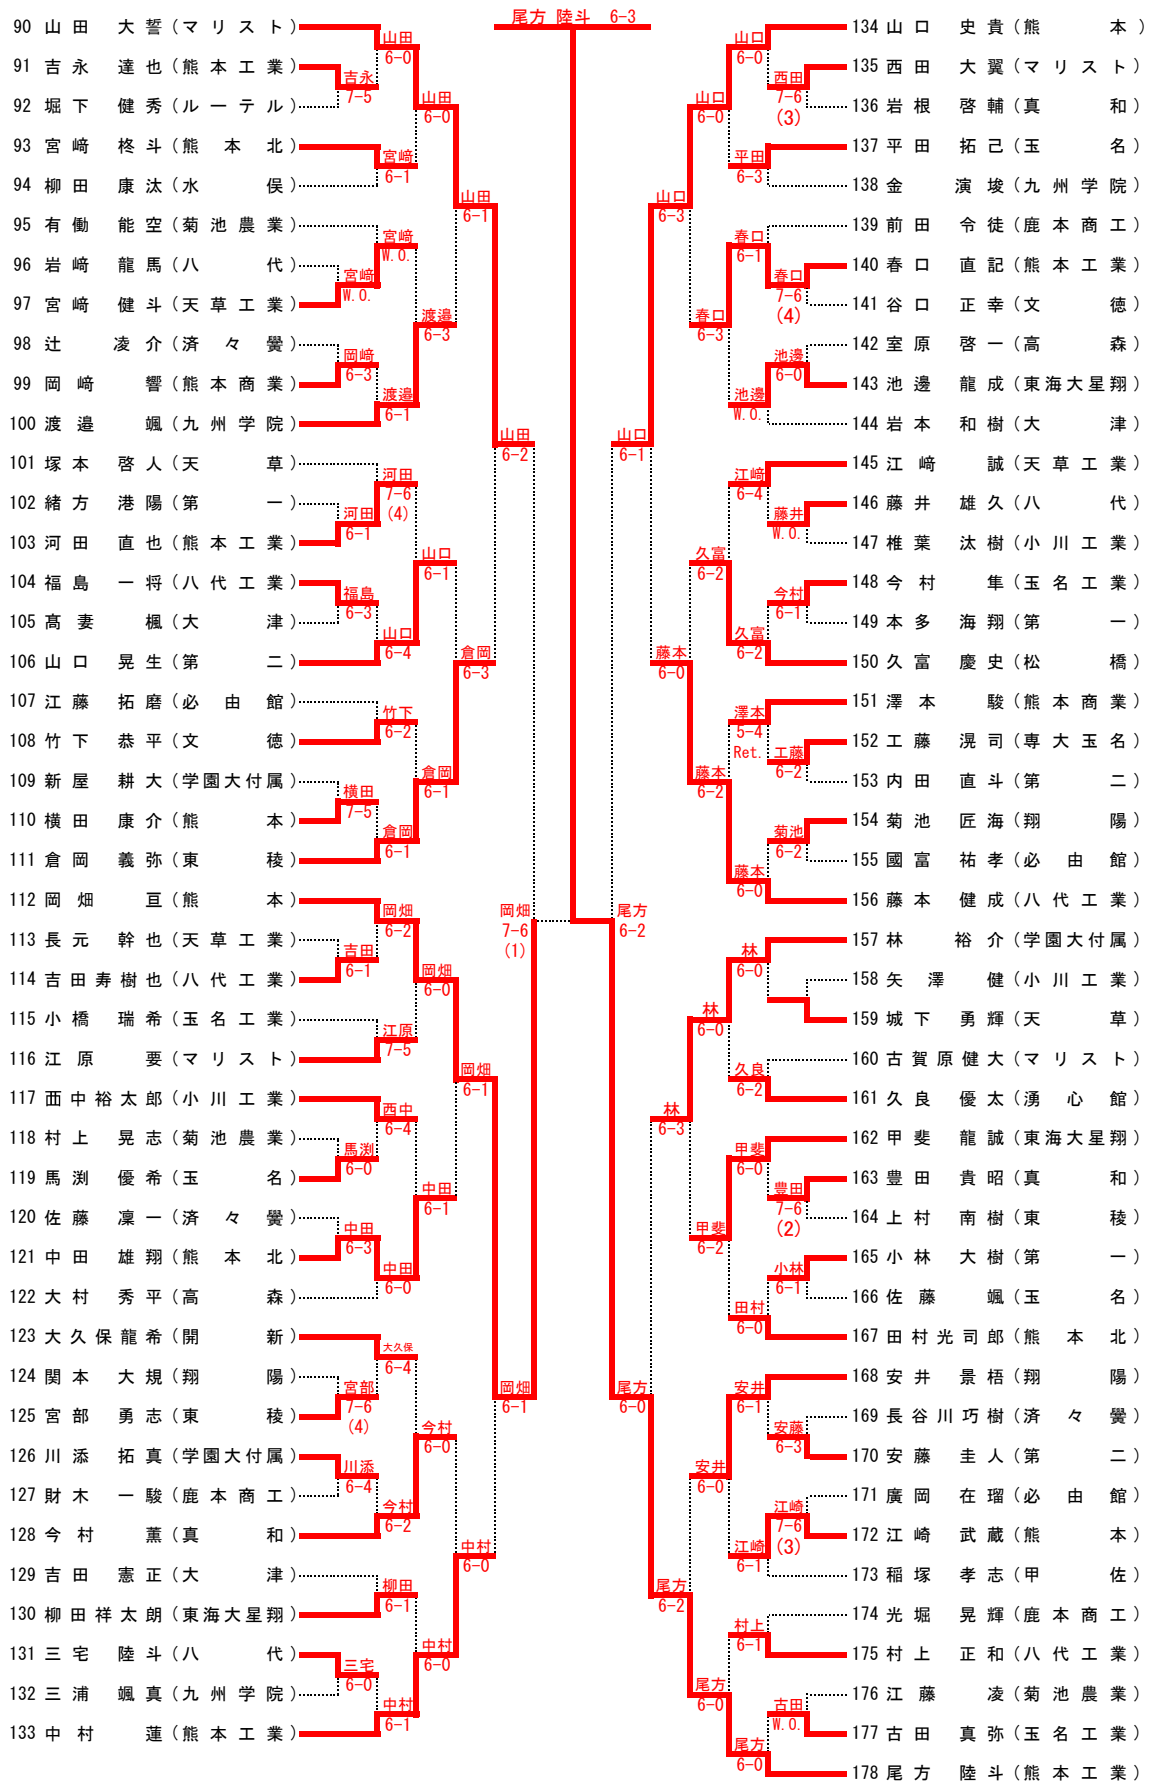 尾方 陸斗 6-3
90 山田 大誓（マリスト）
91 吉永 達也（熊本工業）
92 堀下 健秀（ルーテル）
93 宮﨑 柊斗（熊本北）
94 柳田 康汰（水俣）
95 有働 能空（菊池農業）
96 岩﨑 龍馬（八代）
97 宮﨑 健斗（天草工業）
98 辻 凌介（済々黌）
99 岡﨑 響（熊本商業）
100 渡邉 颯（九州学院）
101 塚本 啓人（天草）
102 緒方 港陽（第一）
103 河田 直也（熊本工業）
104 福島 一将（八代工業）
105 髙妻 楓（大津）
106 山口 晃生（第二）
107 江藤 拓磨（必由館）
108 竹下 恭平（文徳）
109 新屋 耕大（学園大付属）
110 横田 康介（熊本）
111 倉岡 義弥（東稜）
112 岡畑 亘（熊本）
113 長元 幹也（天草工業）
114 吉田寿樹也（八代工業）
115 小橋 瑞希（玉名工業）
116 江原 要（マリスト）
117 靣中裕太郎（小川工業）
118 村上 晃志（菊池農業）
119 馬渕 優希（玉名）
120 佐藤 凜一（済々黌）
121 中田 雄翔（熊本北）
122 大村 秀平（高森）
123 大久保龍希（開新）
124 関本 大規（翔陽）
125 宮部 勇志（東稜）
126 川添 拓真（学園大付属）
127 財木 一駿（鹿本商工）
128 今村 薫（真和）
129 吉田 憲正（大津）
130 柳田祥太朗（東海大星翔）
131 三宅 陸斗（八代）
132 三浦 颯真（九州学院）
133 中村 蓮（熊本工業）
山田 6-0
吉永 7-5
宮﨑 6-1
宮﨑 W.O.
宮﨑 W.O.
岡﨑 6-3
渡邉 6-1
河田 7-6 (4)
河田 6-1
福島 6-3
山口 6-4
竹下 6-2
横田 7-5
倉岡 6-1
岡畑 6-2
吉田 6-1
江原 7-5
西中 6-4
馬渕 6-0
中田 6-3
中田 6-0
大久保 6-4
宮部 7-6 (4)
川添 6-4
今村 6-2
柳田 6-1
三宅 6-0
中村 6-1
山田 6-0
渡邉 6-3
山口 6-1
倉岡 6-1
岡畑 6-0
中田 6-1
今村 6-0
中村 6-0
山田 6-1
倉岡 6-3
岡畑 6-1
中村 6-0
山田 6-2
岡畑 6-1
岡畑 7-6 (1)
尾方 6-2
山口 6-1
尾方 6-0
山口 6-3
藤本 6-0
林 6-3
尾方 6-2
山口 6-0
春口 6-3
久富 6-2
藤本 6-2
林 6-0
甲斐 6-2
安井 6-0
尾方 6-0
山口 6-0
西田 7-6 (3)
平田 6-3
春口 6-1
春口 7-6 (4)
池邊 6-0
池邊 W.O.
江﨑 6-4
藤井 W.O.
今村 6-1
久富 6-2
澤本 5-4 Ret.
工藤 6-2
菊池 6-2
藤本 6-0
林 6-0
久良 6-2
甲斐 6-0
豊田 7-6 (2)
小林 6-1
田村 6-0
安井 6-1
安藤 6-3
江崎 7-6 (3)
江崎 6-1
村上 6-1
古田 W.O.
尾方 6-0
134 山口 史貴（熊本）
135 西田 大翼（マリスト）
136 岩根 啓輔（真和）
137 平田 拓己（玉名）
138 金 演埈（九州学院）
139 前田 令徒（鹿本商工）
140 春口 直記（熊本工業）
141 谷口 正幸（文徳）
142 室原 啓一（高森）
143 池邊 龍成（東海大星翔）
144 岩本 和樹（大津）
145 江﨑 誠（天草工業）
146 藤井 雄久（八代）
147 椎葉 汰樹（小川工業）
148 今村 隼（玉名工業）
149 本多 海翔（第一）
150 久富 慶史（松橋）
151 澤本 駿（熊本商業）
152 工藤 滉司（専大玉名）
153 内田 直斗（第二）
154 菊池 匠海（翔陽）
155 國富 祐孝（必由館）
156 藤本 健成（八代工業）
157 林 裕介（学園大付属）
158 矢澤 健（小川工業）
159 城下 勇輝（天草）
160 古賀原健大（マリスト）
161 久良 優太（湧心館）
162 甲斐 龍誠（東海大星翔）
163 豊田 貴昭（真和）
164 上村 南樹（東稜）
165 小林 大樹（第一）
166 佐藤 颯（玉名）
167 田村光司郎（熊本北）
168 安井 景梧（翔陽）
169 長谷川巧樹（済々黌）
170 安藤 圭人（第二）
171 廣岡 在瑠（必由館）
172 江崎 武蔵（熊本）
173 稲塚 孝志（甲佐）
174 光堀 晃輝（鹿本商工）
175 村上 正和（八代工業）
176 江藤 凌（菊池農業）
177 古田 真弥（玉名工業）
178 尾方 陸斗（熊本工業）